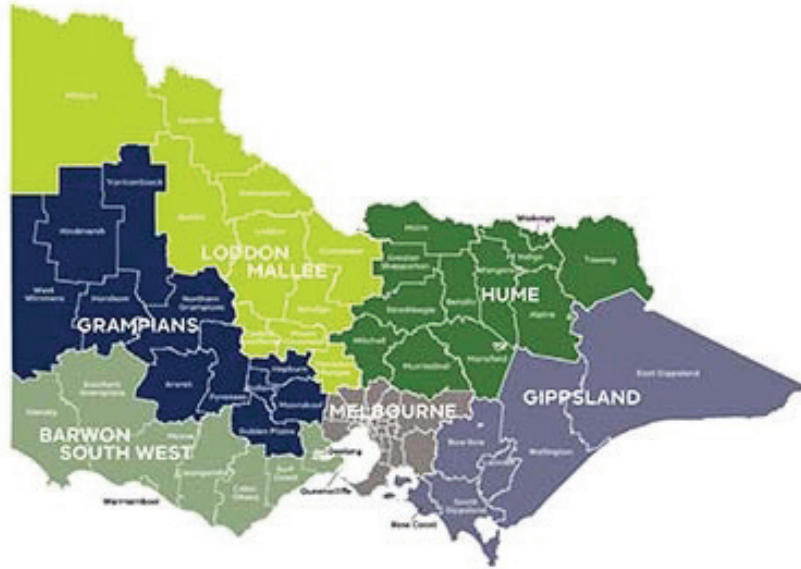 Mildura
Swan Hill
Yarriambiack
Gannawarra
Buloke
Hindmarsh
Loddon
Campaspe
LODDON
MALLEE
Moira
Wodonga
Greater
Shepparton
Wangaratta
Indigo
Towong
West
Wimmera
Horsham
Northern
Grampians
GRAMPIANS
Bendigo
Strathbogie
Benalla
HUME
Alpine
Mitchell
Murrindindi
Mansfield
Hepburn
Ararat
Pyrenees
Moorabool
Golden Plains
MELBOURNE
GIPPSLAND
East Gippsland
Southern
Grampians
Glenelg
BARWON
SOUTH WEST
Moyne
Corangamite
Colac
Otway
Surf
Coast
Geelong
Queenscliffe
Warrnambool
Baw Baw
Latrobe
Wellington
South
Gippsland
Bass Coast